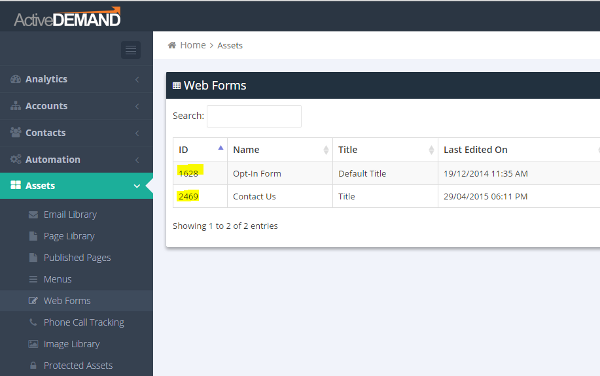 ActiveDEMAND
Home > Assets
Analytics
Accounts
Contacts
Automation
Assets
Email Library
Page Library
Published Pages
Menus
Web Forms
Phone Call Tracking
Image Library
Protected Assets
Web Forms
Search:
ID Name Title Last Edited On
1628 Opt-In Form Default Title 19/12/2014 11:35 AM
2469 Contact Us Title 29/04/2015 06:11 PM
Showing 1 to 2 of 2 entries